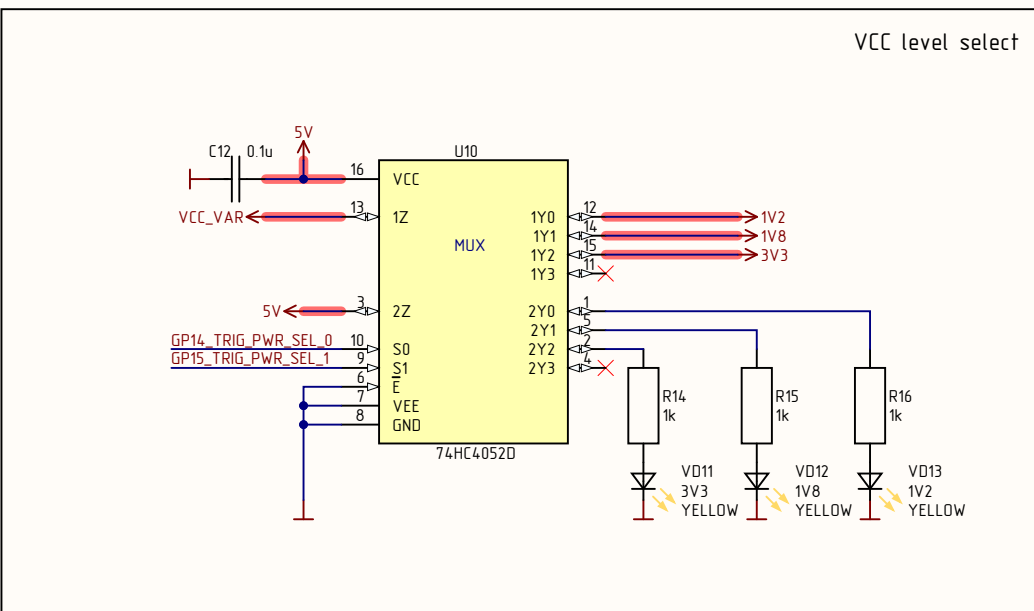 VCC level select
5V
C12 0.1u
U10
16 VCC
VCC_VAR 13 1Z
MUX
1Y0 12 1V2
1Y1 14 1V8
1Y2 15 3V3
1Y3 11
5V 3 2Z
2Y0 1
2Y1 5
2Y2 2
2Y3 4
GP14_TRIG_PWR_SEL_0 10 S0
GP15_TRIG_PWR_SEL_1 9 S1
6 E
7 VEE
8 GND
74HC4052D
R14
1k
R15
1k
R16
1k
VD11
3V3
YELLOW
VD12
1V8
YELLOW
VD13
1V2
YELLOW